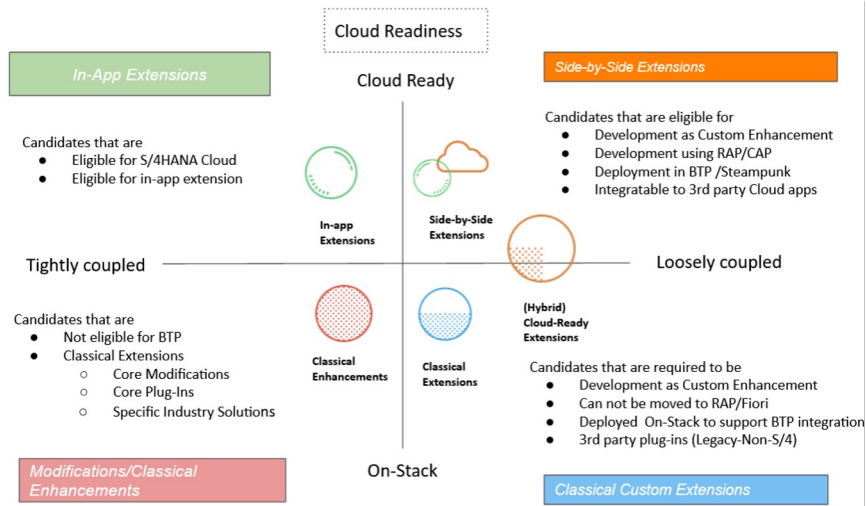 Cloud Readiness
Cloud Ready
In-App Extensions
Candidates that are
● Eligible for S/4HANA Cloud
● Eligible for in-app extension
Side-by-Side Extensions
Candidates that are eligible for
● Development as Custom Enhancement
● Development using RAP/CAP
● Deployment in BTP /Steampunk
● Integratable to 3rd party Cloud apps
In-app
Extensions
Side-by-Side
Extensions
Tightly coupled
Loosely coupled
(Hybrid)
Cloud-Ready
Extensions
Classical
Enhancements
Classical
Extensions
Candidates that are
● Not eligible for BTP
● Classical Extensions
○ Core Modifications
○ Core Plug-Ins
○ Specific Industry Solutions
Candidates that are required to be
● Development as Custom Enhancement
● Can not be moved to RAP/Fiori
● Deployed On-Stack to support BTP integration
● 3rd party plug-ins (Legacy-Non-S/4)
Modifications/Classical
Enhancements
On-Stack
Classical Custom Extensions